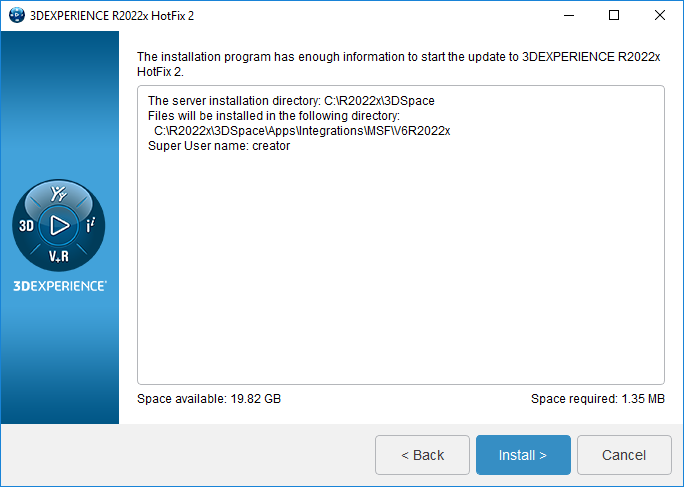 3DEXPERIENCE R2022x HotFix 2
The installation program has enough information to start the update to 3DEXPERIENCE R2022x
HotFix 2.
The server installation directory: C:\R2022x\3DSpace
Files will be installed in the following directory:
C:\R2022x\3DSpace\Apps\Integrations\MSF\V6R2022x
Super User name: creator
3D
i²
V+R
3DEXPERIENCE
Space available: 19.82 GB
Space required: 1.35 MB
< Back
Install >
Cancel